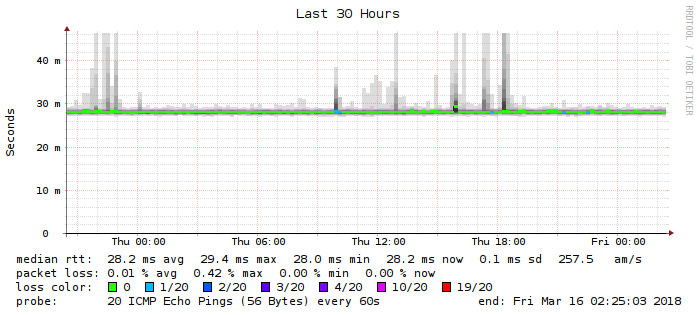 Last 30 Hours
RRDTOOL / TOBI OETIKER
Seconds
40 m
30 m
20 m
10 m
0
Thu 00:00 Thu 06:00 Thu 12:00 Thu 18:00 Fri 00:00
median rtt: 28.2 ms avg 29.4 ms max 28.0 ms min 28.2 ms now 0.1 ms sd 257.5 am/s
packet loss: 0.01 % avg 0.42 % max 0.00 % min 0.00 % now
loss color: 0 1/20 2/20 3/20 4/20 10/20 19/20
probe: 20 ICMP Echo Pings (56 Bytes) every 60s end: Fri Mar 16 02:25:03 2018